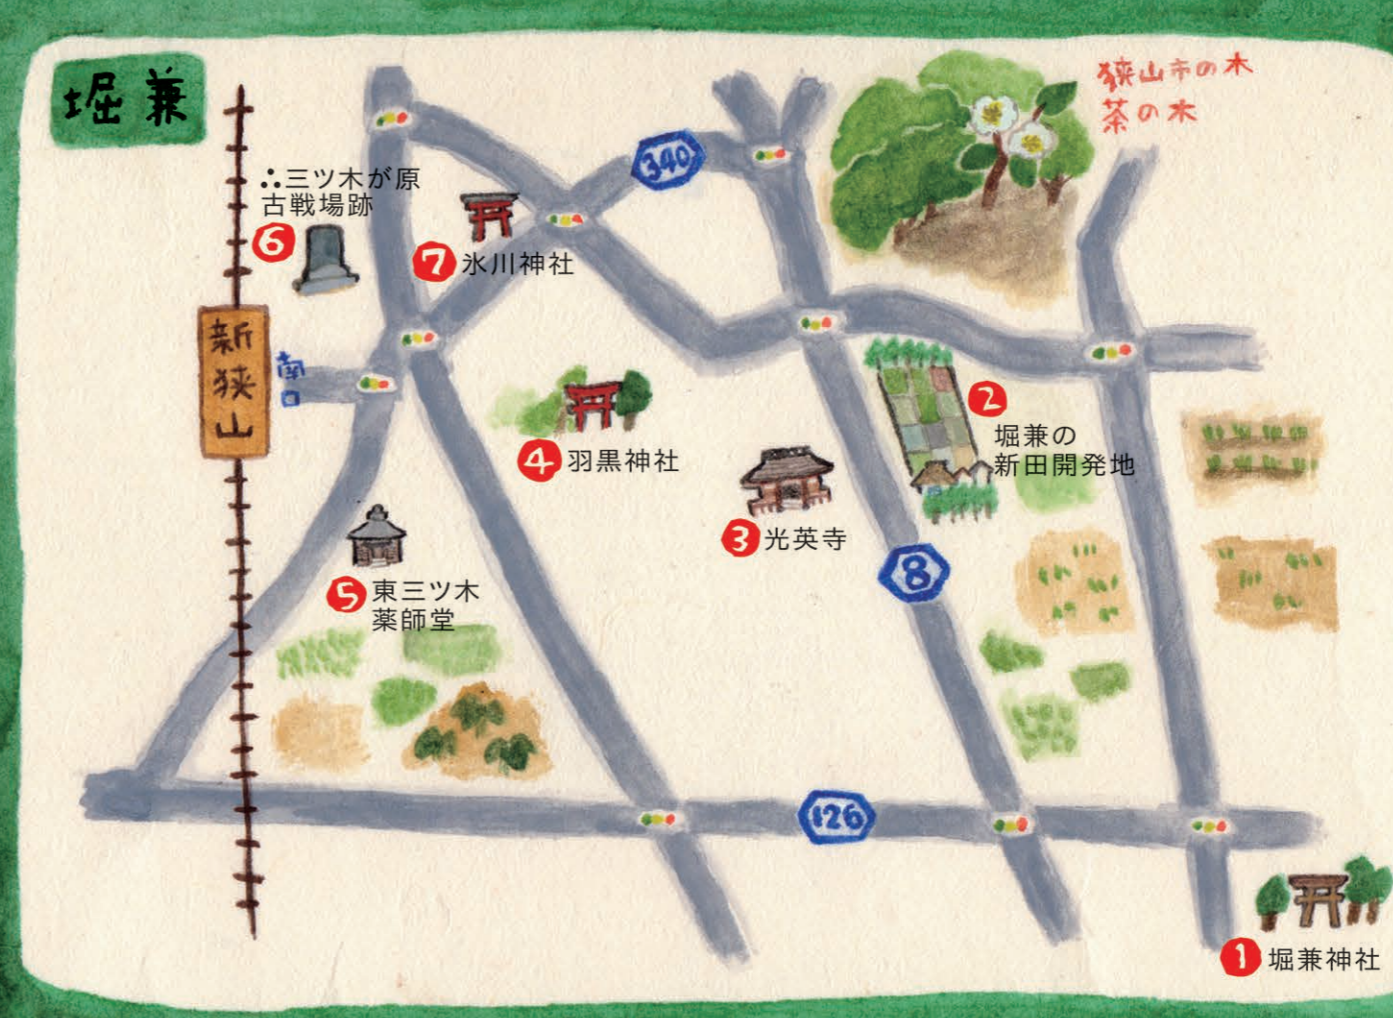 堀兼
狭山市の木
茶の木
340
∴三ツ木が原
古戦場跡
6
7 氷川神社
新狭山
南口
2
堀兼の
新田開発地
4 羽黒神社
3 光英寺
8
5 東三ツ木
薬師堂
126
1 堀兼神社